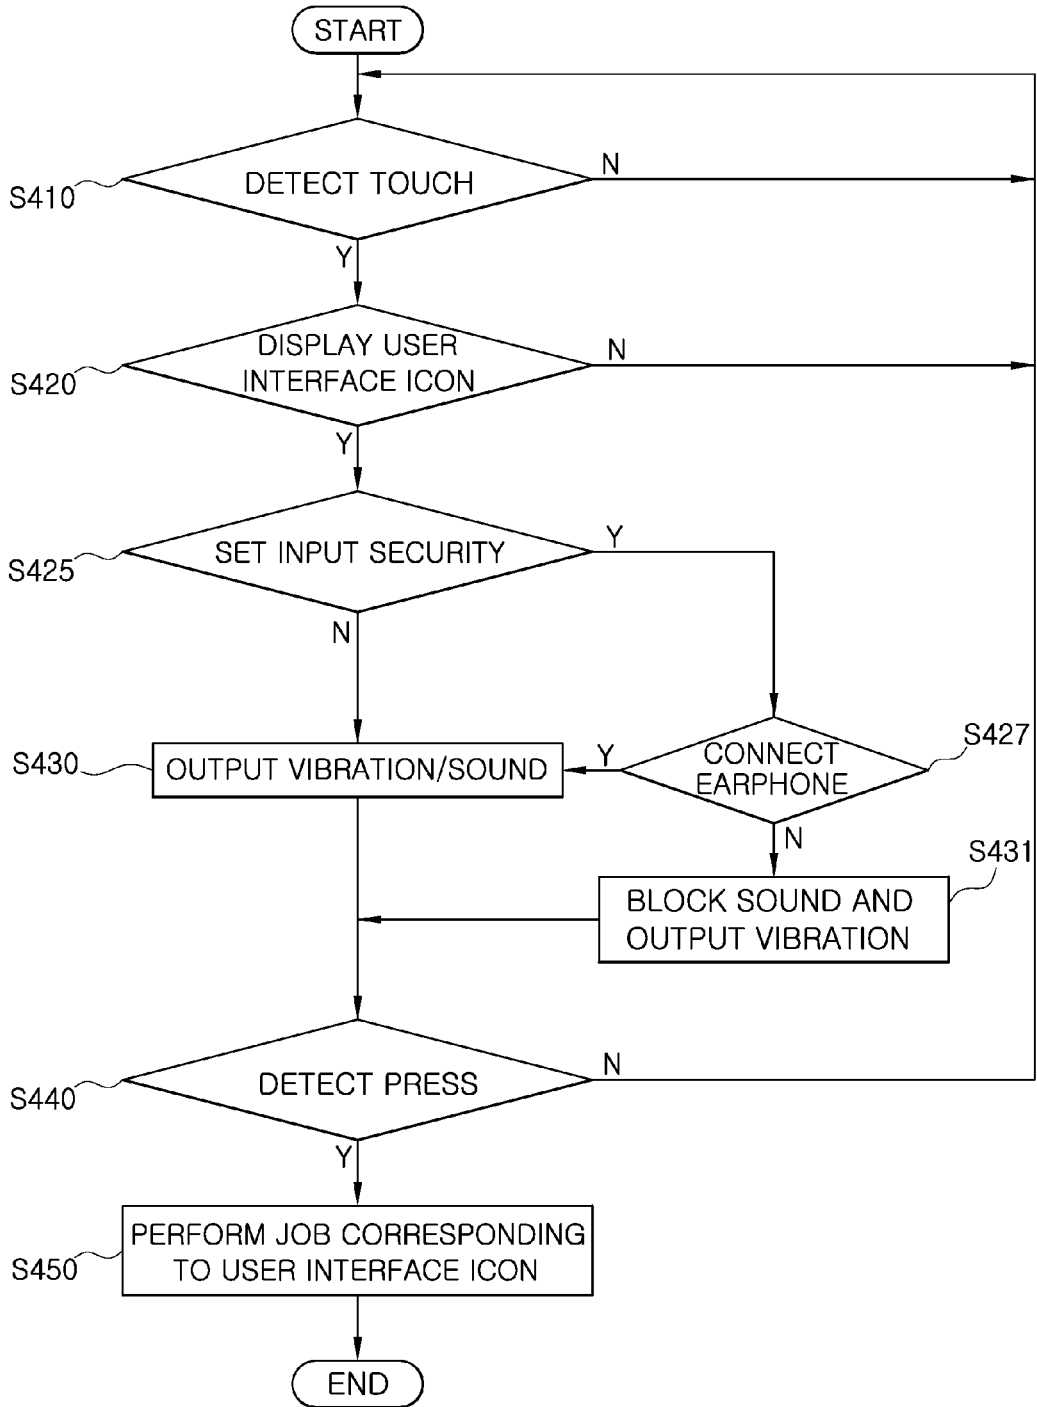 START
DETECT TOUCH
N
S410
Y
DISPLAY USER
INTERFACE ICON
N
S420
Y
SET INPUT SECURITY
Y
S425
N
S430
OUTPUT VIBRATION/SOUND
Y
CONNECT
EARPHONE
S427
N
S431
BLOCK SOUND AND
OUTPUT VIBRATION
DETECT PRESS
N
S440
Y
PERFORM JOB CORRESPONDING
TO USER INTERFACE ICON
S450
END